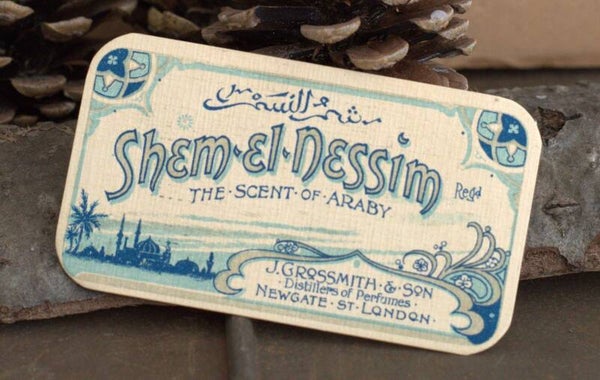 شم النسيم
Shem-el-Nessim
Regd
THE·SCENT·OF·ARABY
J.GROSSMITH·&·SON
Distillers of Perfumes·
NEWGATE·ST·LONDON·